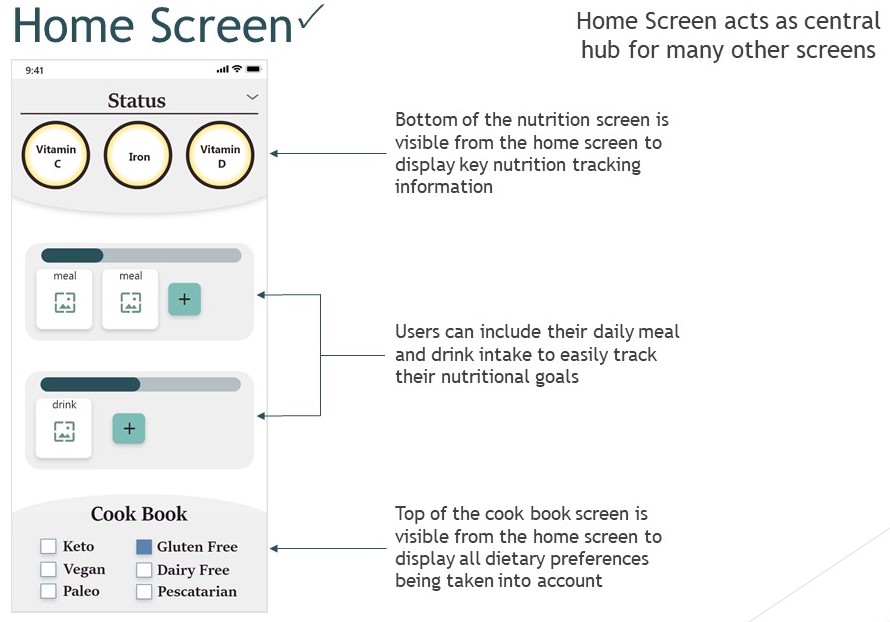 Home Screen✓
Home Screen acts as central
hub for many other screens
9:41
Status
Vitamin
C
Iron
Vitamin
D
Bottom of the nutrition screen is
visible from the home screen to
display key nutrition tracking
information
meal
meal
+
Users can include their daily meal
and drink intake to easily track
their nutritional goals
drink
+
Cook Book
Keto
Gluten Free
Vegan
Dairy Free
Paleo
Pescatarian
Top of the cook book screen is
visible from the home screen to
display all dietary preferences
being taken into account